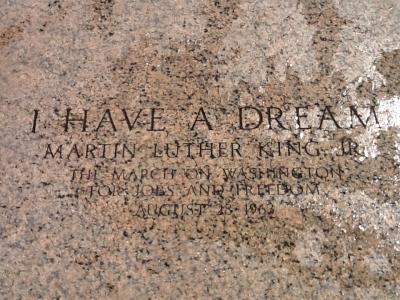 I HAVE A DREAM
MARTIN LUTHER KING, JR.
THE MARCH ON WASHINGTON
FOR JOBS AND FREEDOM
AUGUST 28 1963